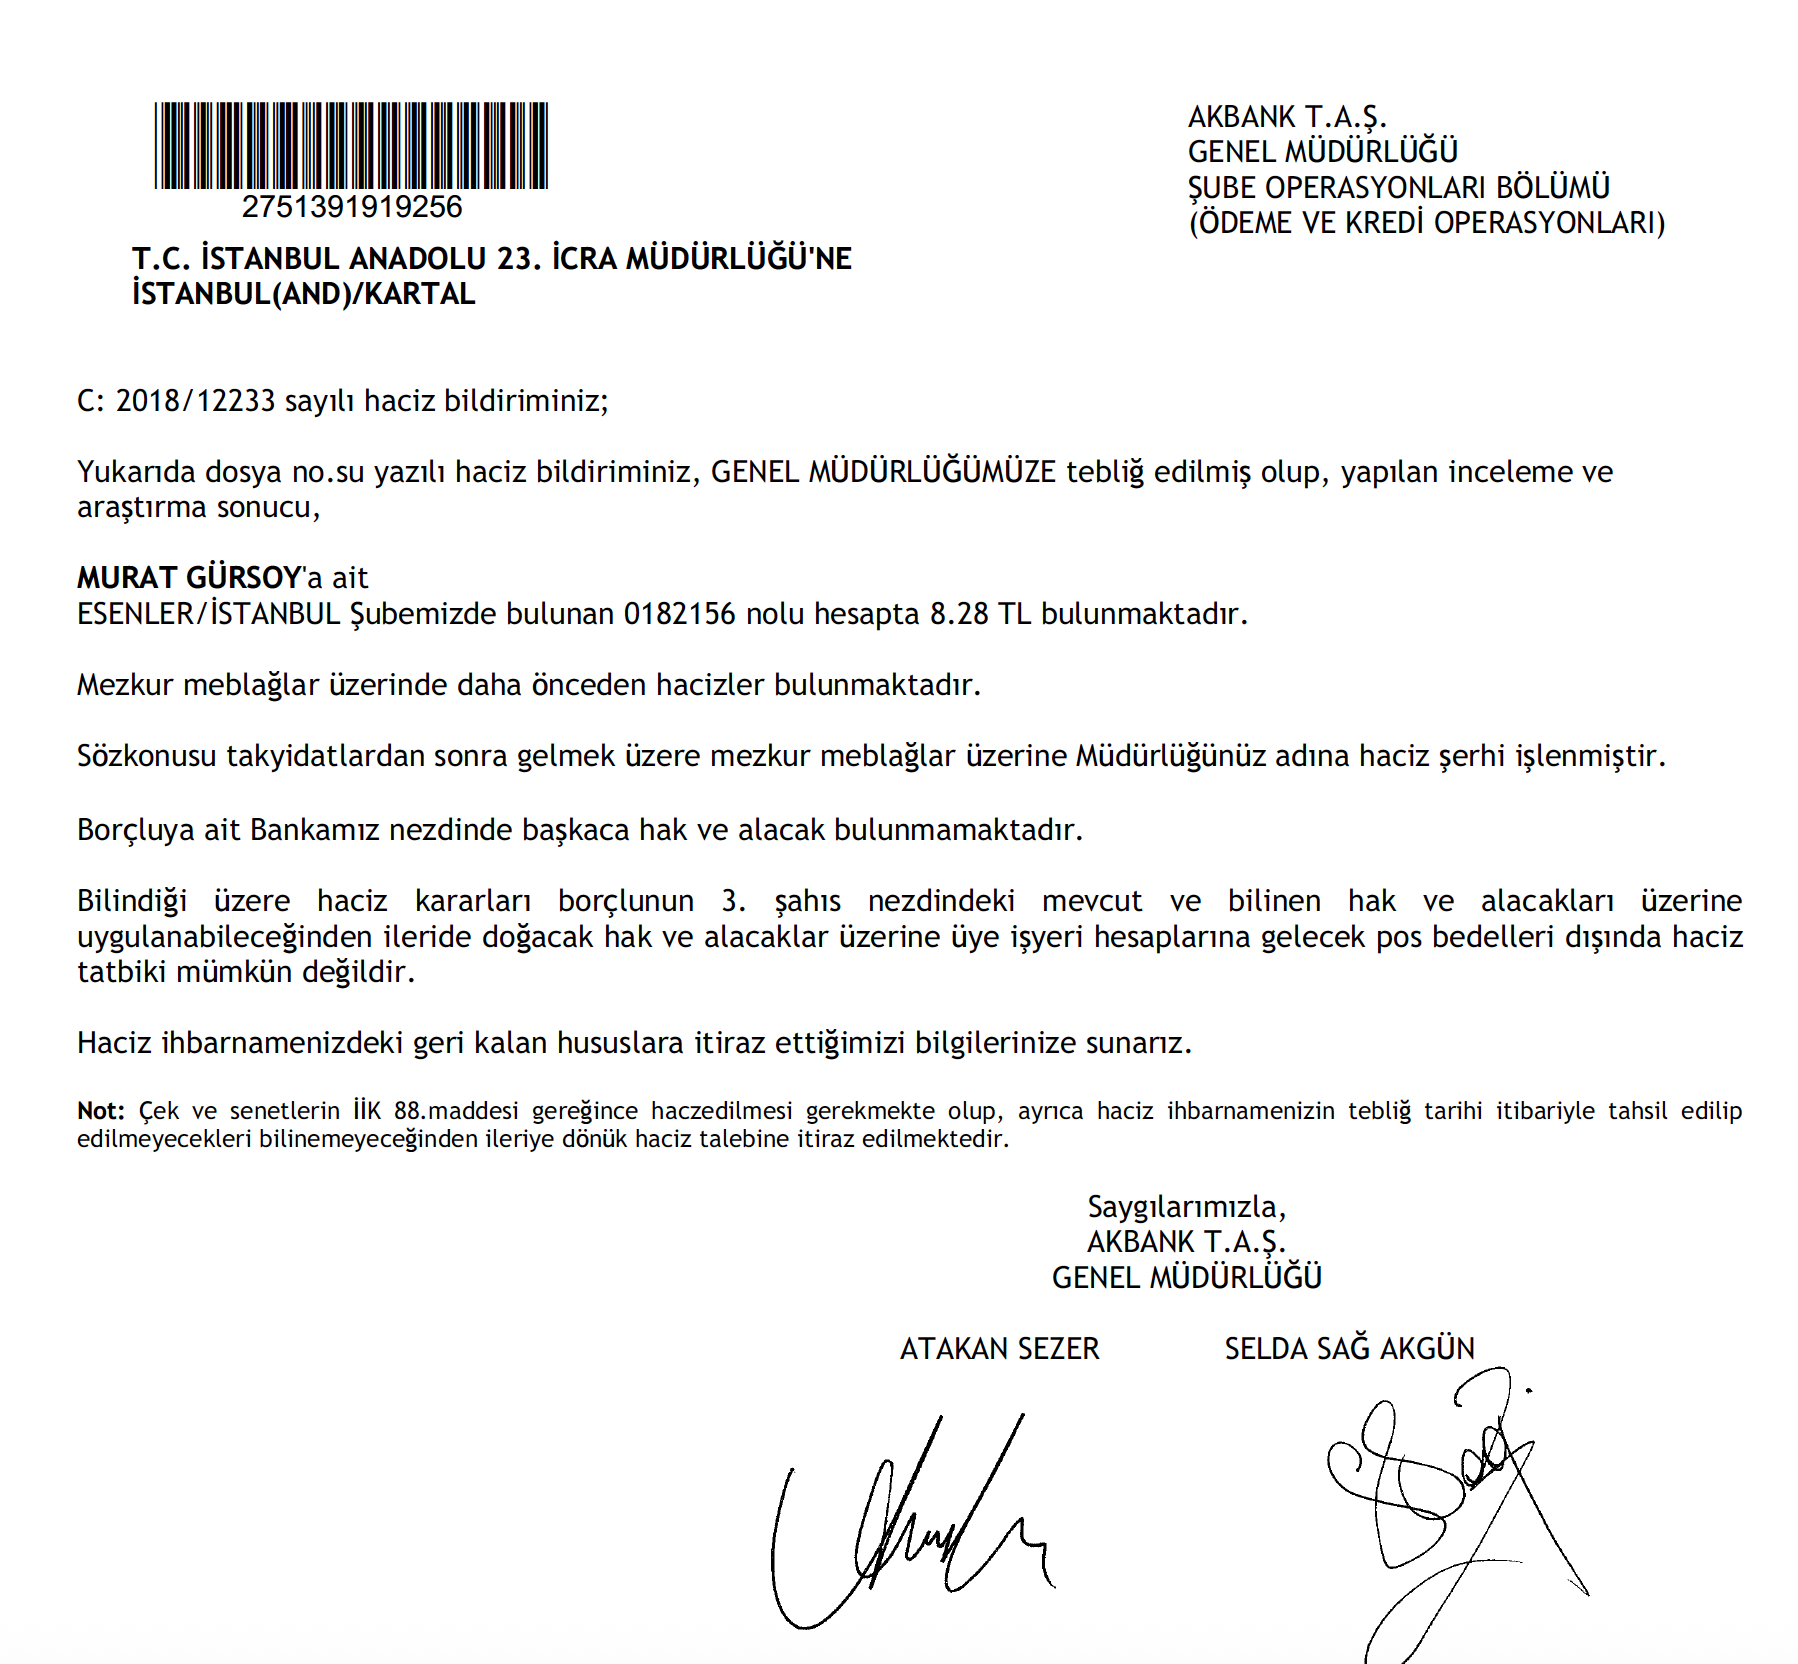 AKBANK T.A.Ş.
GENEL MÜDÜRLÜĞÜ
ŞUBE OPERASYONLARI BÖLÜMÜ
(ÖDEME VE KREDİ OPERASYONLARI)
2751391919256
T.C. İSTANBUL ANADOLU 23. İCRA MÜDÜRLÜĞÜ'NE
İSTANBUL(AND)/KARTAL
C: 2018/12233 sayılı haciz bildiriminiz;
Yukarıda dosya no.su yazılı haciz bildiriminiz, GENEL MÜDÜRLÜĞÜMÜZE tebliğ edilmiş olup, yapılan inceleme ve
araştırma sonucu,
MURAT GÜRSOY'a ait
ESENLER/İSTANBUL Şubemizde bulunan 0182156 nolu hesapta 8.28 TL bulunmaktadır.
Mezkur meblağlar üzerinde daha önceden hacizler bulunmaktadır.
Sözkonusu takyidatlardan sonra gelmek üzere mezkur meblağlar üzerine Müdürlüğünüz adına haciz şerhi işlenmiştir.
Borçluya ait Bankamız nezdinde başkaca hak ve alacak bulunmamaktadır.
Bilindiği üzere haciz kararları borçlunun 3. şahıs nezdindeki mevcut ve bilinen hak ve alacakları üzerine
uygulanabileceğinden ileride doğacak hak ve alacaklar üzerine üye işyeri hesaplarına gelecek pos bedelleri dışında haciz
tatbiki mümkün değildir.
Haciz ihbarnamenizdeki geri kalan hususlara itiraz ettiğimizi bilgilerinize sunarız.
Not: Çek ve senetlerin İİK 88.maddesi gereğince haczedilmesi gerekmekte olup, ayrıca haciz ihbarnamenizin tebliğ tarihi itibariyle tahsil edilip
edilmeyecekleri bilinemeyeceğinden ileriye dönük haciz talebine itiraz edilmektedir.
Saygılarımızla,
AKBANK T.A.Ş.
GENEL MÜDÜRLÜĞÜ
ATAKAN SEZER SELDA SAĞ AKGÜN